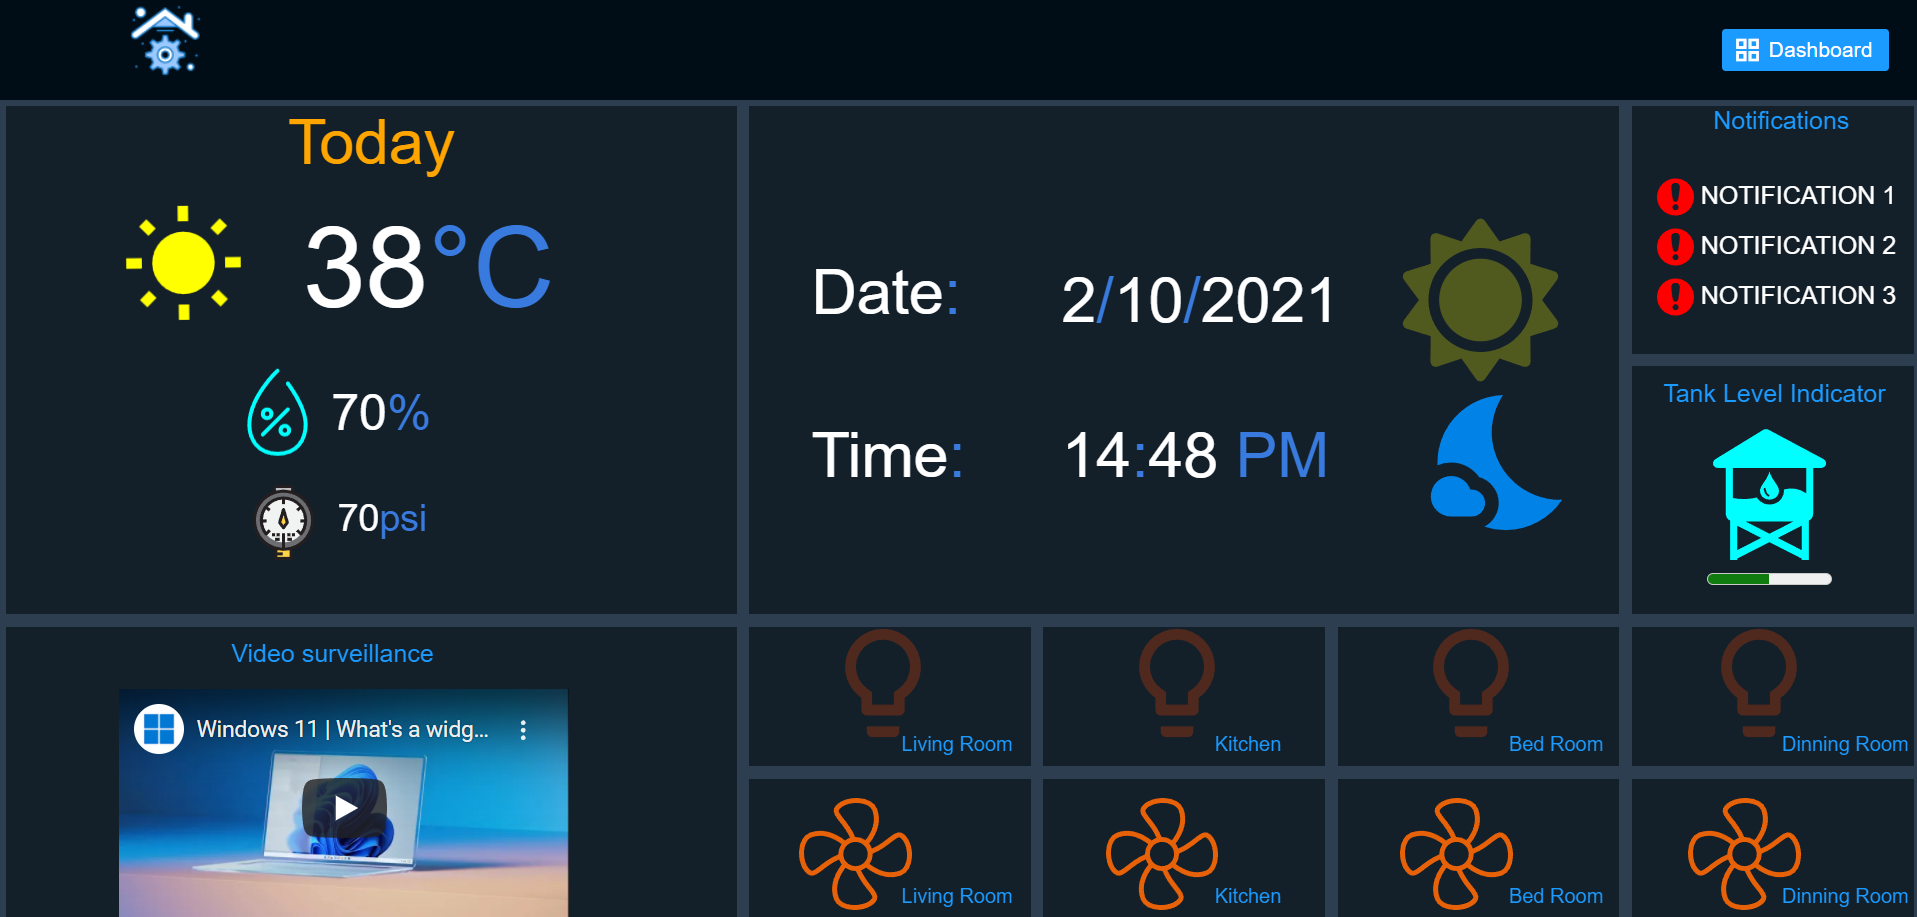 Dashboard
Today
38°C
70%
70psi
Date: 2/10/2021
Time: 14:48 PM
Notifications
NOTIFICATION 1
NOTIFICATION 2
NOTIFICATION 3
Tank Level Indicator
Video surveillance
Windows 11 | What's a widg...
Living Room
Kitchen
Bed Room
Dinning Room
Living Room
Kitchen
Bed Room
Dinning Room